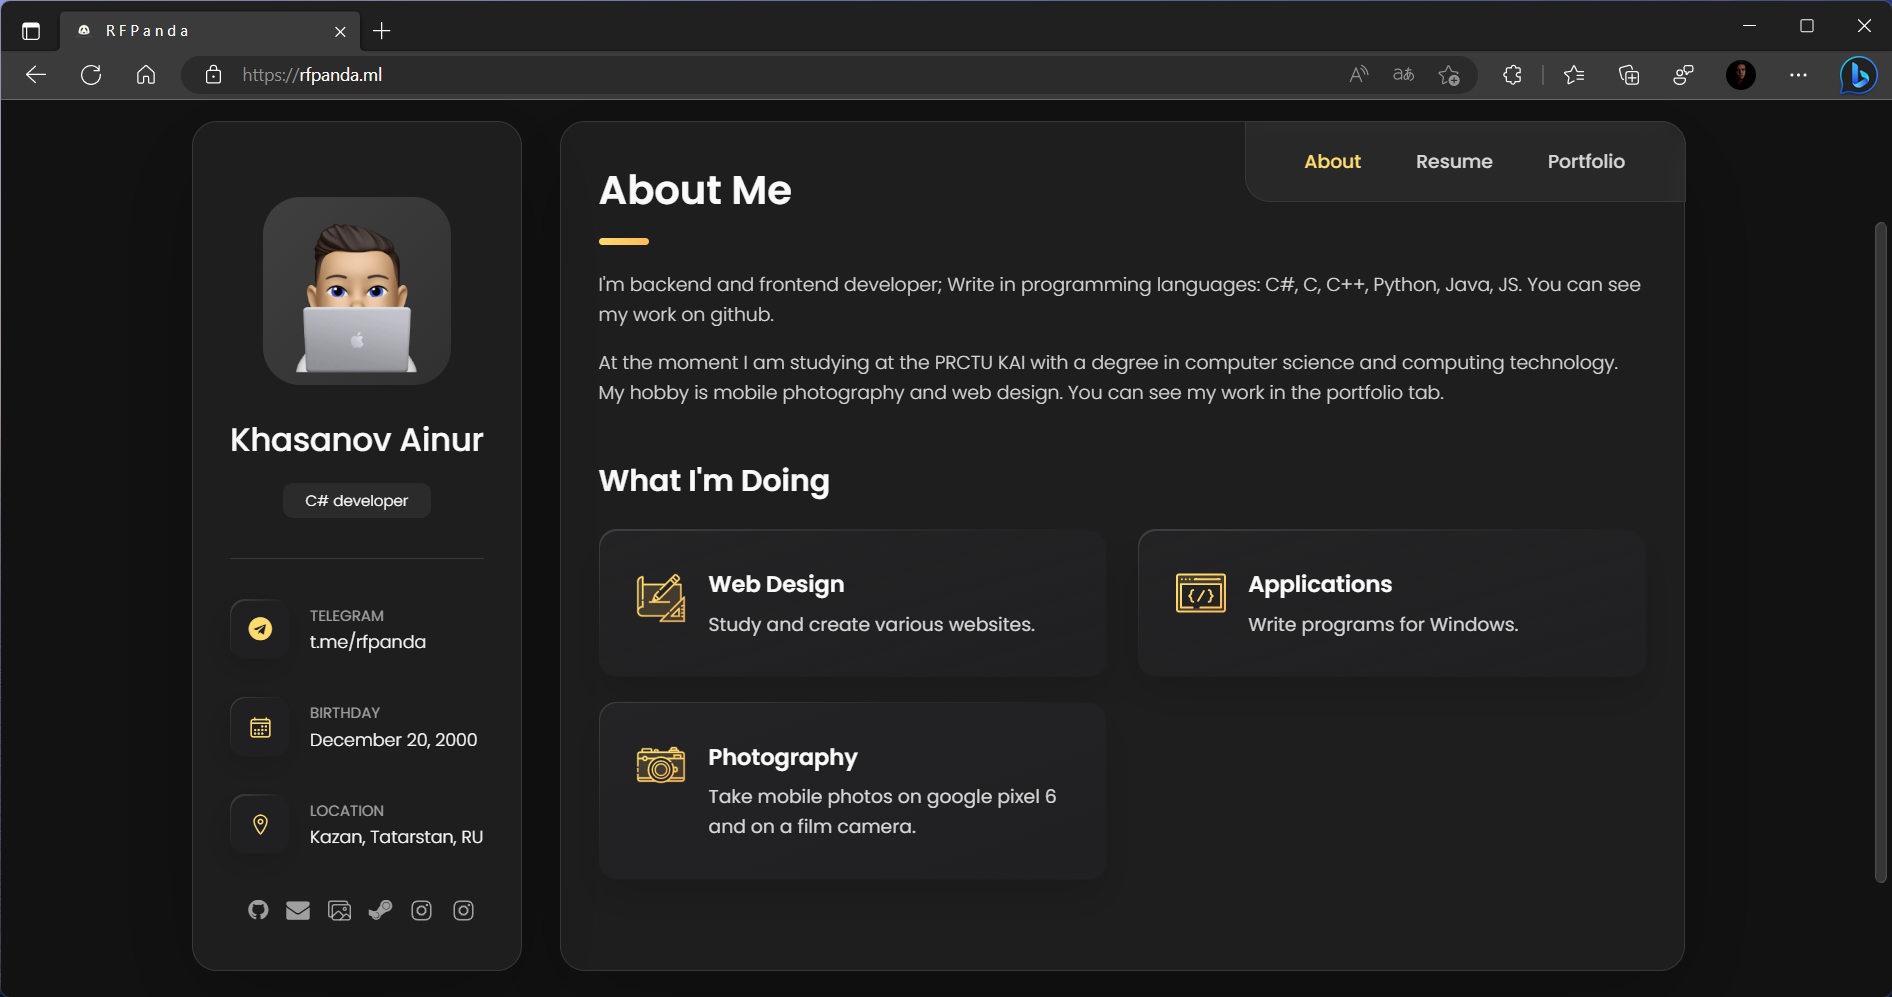 RFPanda
https://rfpanda.ml
About
Resume
Portfolio
Khasanov Ainur
C# developer
TELEGRAM
t.me/rfpanda
BIRTHDAY
December 20, 2000
LOCATION
Kazan, Tatarstan, RU
About Me
I'm backend and frontend developer; Write in programming languages: C#, C, C++, Python, Java, JS. You can see
my work on github.
At the moment I am studying at the PRCTU KAI with a degree in computer science and computing technology.
My hobby is mobile photography and web design. You can see my work in the portfolio tab.
What I'm Doing
Web Design
Study and create various websites.
Applications
Write programs for Windows.
Photography
Take mobile photos on google pixel 6
and on a film camera.